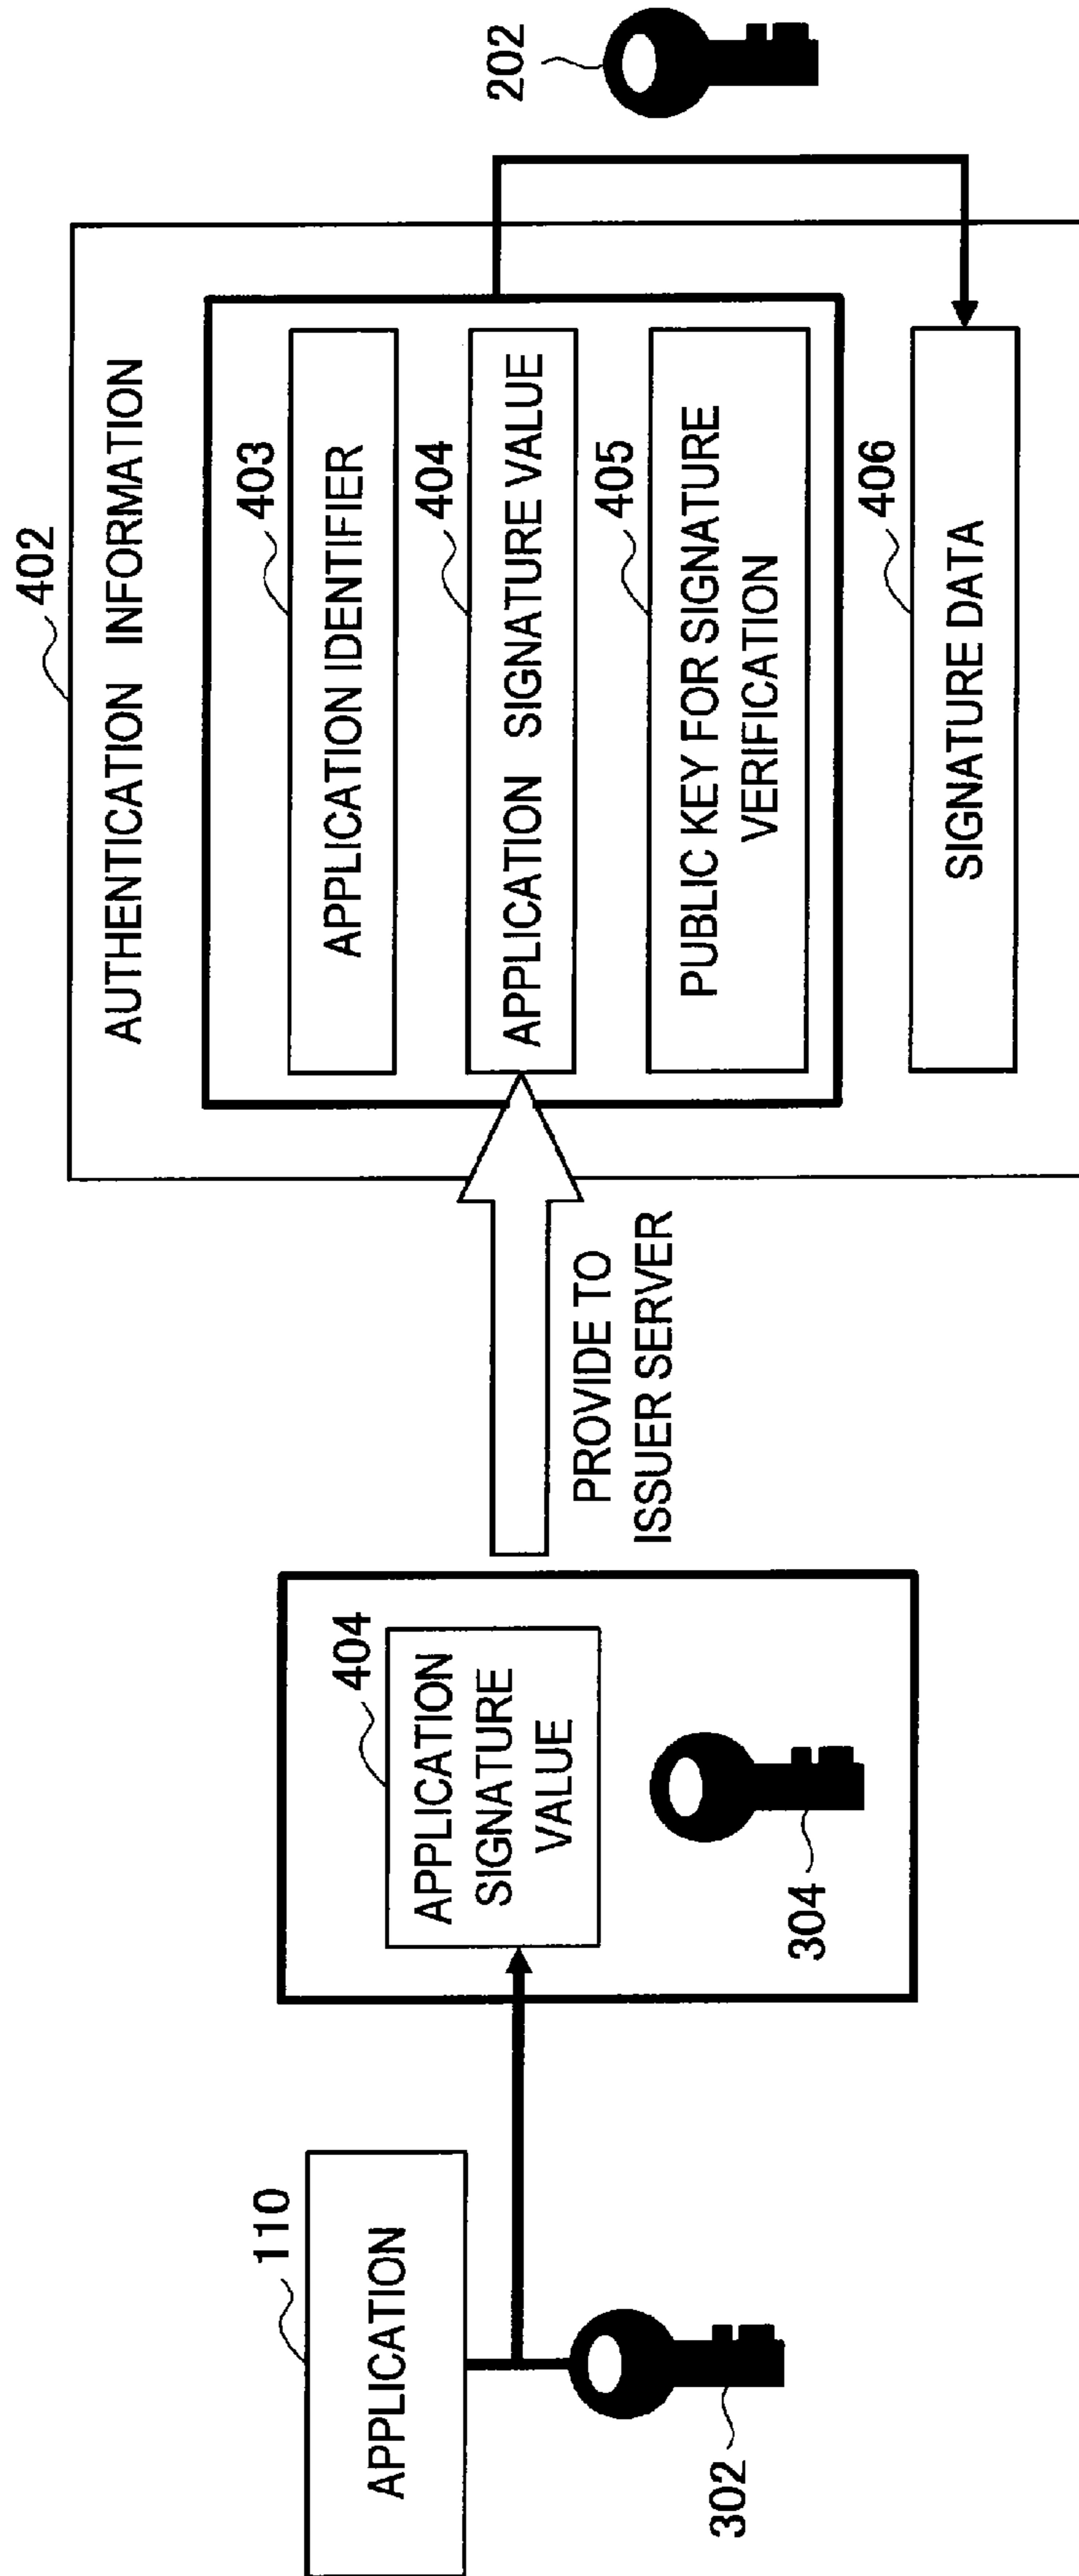 110
APPLICATION
302
404
APPLICATION
SIGNATURE
VALUE
304
PROVIDE TO
ISSUER SERVER
402
AUTHENTICATION INFORMATION
403
APPLICATION IDENTIFIER
404
APPLICATION SIGNATURE VALUE
405
PUBLIC KEY FOR SIGNATURE
VERIFICATION
406
SIGNATURE DATA
202